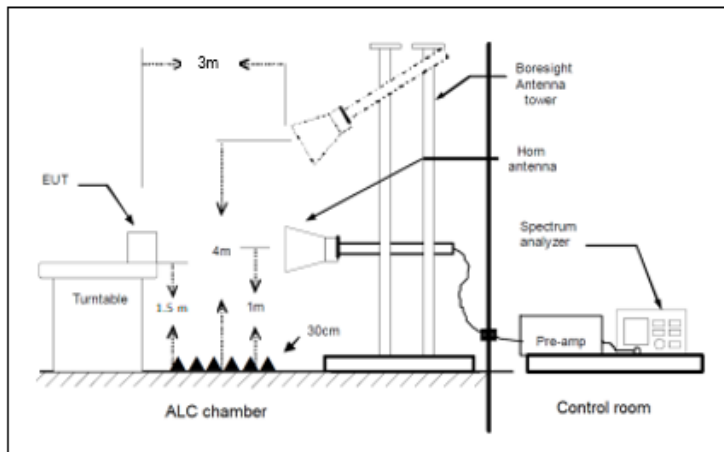 3m
Boresight
Antenna
tower
Horn
antenna
EUT
Spectrum
analyzer
4m
Turntable
1.5 m
1m
30cm
Pre-amp
ALC chamber
Control room